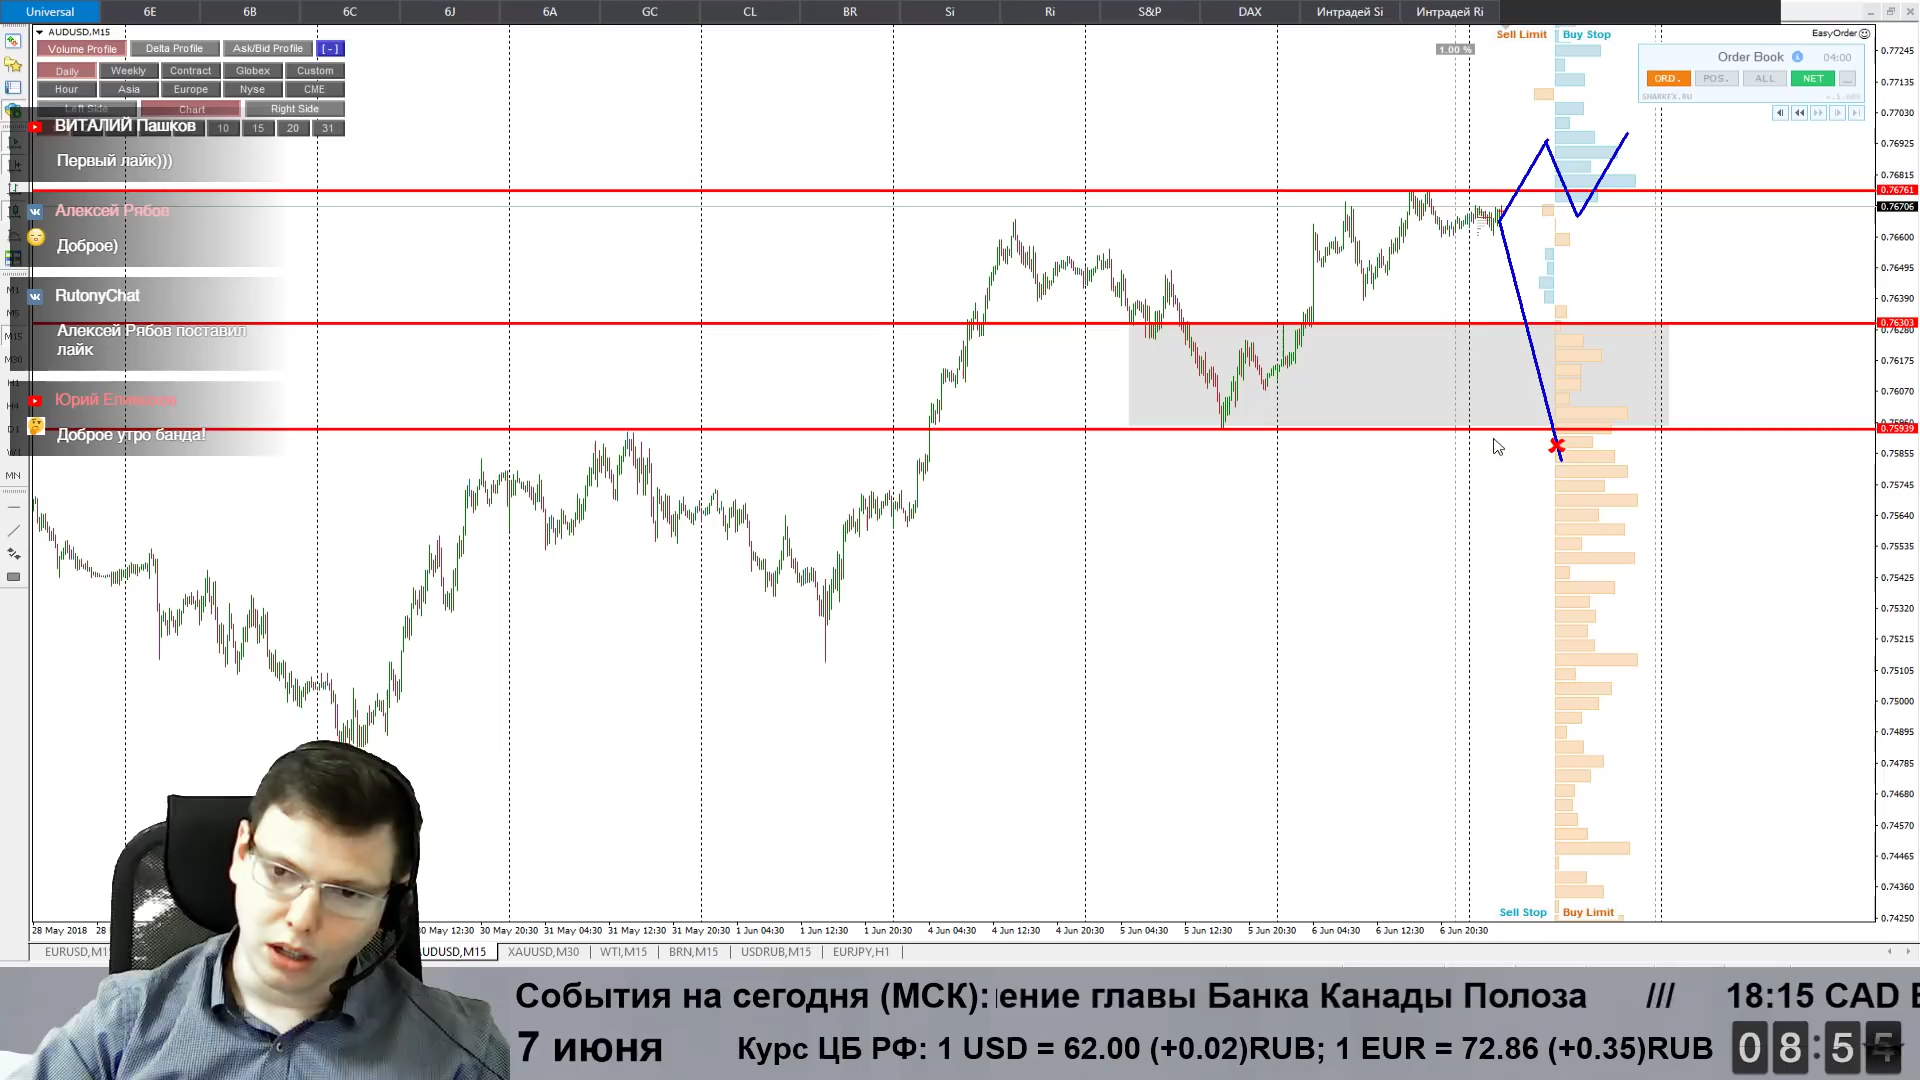 Universal 6E 6B 6C 6J 6A GC CL BR Si Ri S&P DAX Интрадей Si Интрадей Ri
AUDUSD,M15
Volume Profile Delta Profile Ask/Bid Profile [-]
Daily Weekly Contract Globex Custom
Hour Asia Europe Nyse CME
Left Side Chart Right Side
10 15 20 31
ВИТАЛИЙ Пашков
Первый лайк)))
Алексей Рябов
Доброе)
RutonyChat
Алексей Рябов поставил
лайк
Юрий
Доброе утро банда!
M1
M5
M15
M30
H1
H4
D1
W1
MN
1.00 %
Sell Limit Buy Stop
EasyOrder
Order Book 04:00
ORD. POS. ALL NET ...
SHARKFX.RU
0.77245
0.77135
0.77030
0.76925
0.76815
0.76761
0.76706
0.76600
0.76495
0.76390
0.76303
0.76280
0.76175
0.76070
0.75939
0.75855
0.75745
0.75640
0.75535
0.75425
0.75320
0.75215
0.75105
0.75000
0.74895
0.74785
0.74680
0.74570
0.74465
0.74360
0.74250
Sell Stop Buy Limit
28 May 2018 28 30 May 12:30 30 May 20:30 31 May 04:30 31 May 12:30 31 May 20:30 1 Jun 04:30 1 Jun 12:30 1 Jun 20:30 4 Jun 04:30 4 Jun 12:30 4 Jun 20:30 5 Jun 04:30 5 Jun 12:30 5 Jun 20:30 6 Jun 04:30 6 Jun 12:30 6 Jun 20:30
EURUSD,M15 AUDUSD,M15 XAUUSD,M30 WTI,M15 BRN,M15 USDRUB,M15 EURJPY,H1
События на сегодня (МСК): ение главы Банка Канады Полоза /// 18:15 CAD
7 июня Курс ЦБ РФ: 1 USD = 62.00 (+0.02)RUB; 1 EUR = 72.86 (+0.35)RUB 08:5